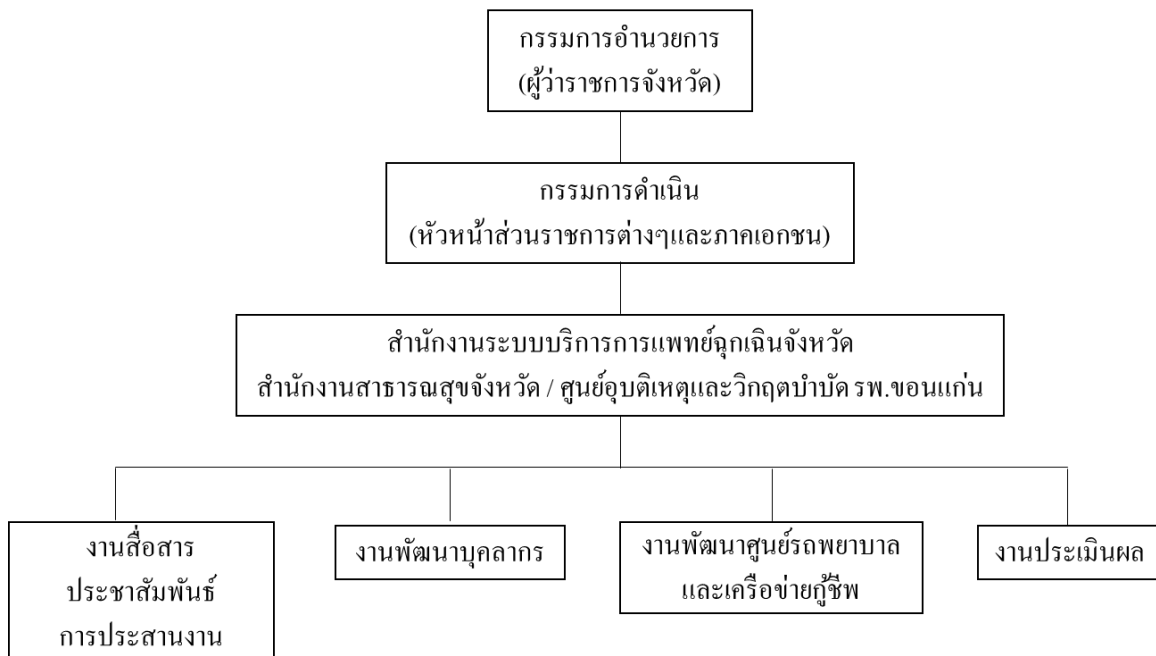 กรรมการอำนวยการ
(ผู้ว่าราชการจังหวัด)
กรรมการดำเนิน
(หัวหน้าส่วนราชการต่างๆและภาคเอกชน)
สำนักงานระบบบริการการแพทย์ฉุกเฉินจังหวัด
สำนักงานสาธารณสุขจังหวัด / ศูนย์อุบติเหตุและวิกฤตบำบัด รพ.ขอนแก่น
งานสื่อสาร
ประชาสัมพันธ์
การประสานงาน
งานพัฒนาบุคลากร
งานพัฒนาศูนย์รถพยาบาล
และเครือข่ายกู้ชีพ
งานประเมินผล